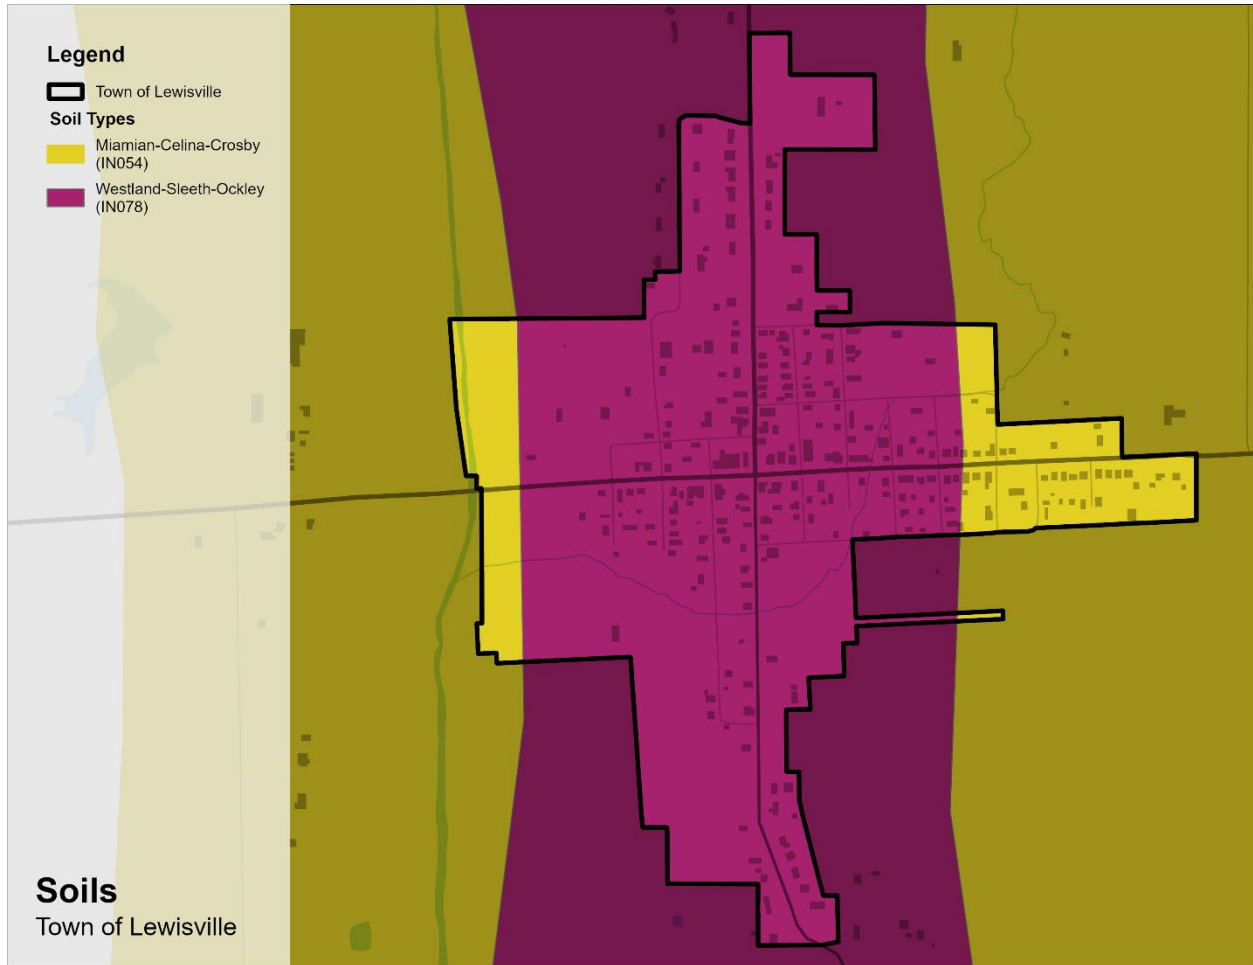 Legend
Town of Lewisville
Soil Types
Miamian-Celina-Crosby
(IN054)
Westland-Sleeth-Ockley
(IN078)
Soils
Town of Lewisville